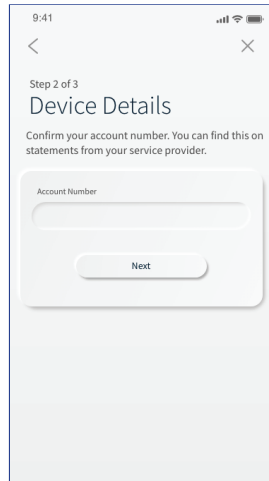 9:41
Step 2 of 3
Device Details
Confirm your account number. You can find this on
statements from your service provider.
Account Number
Next